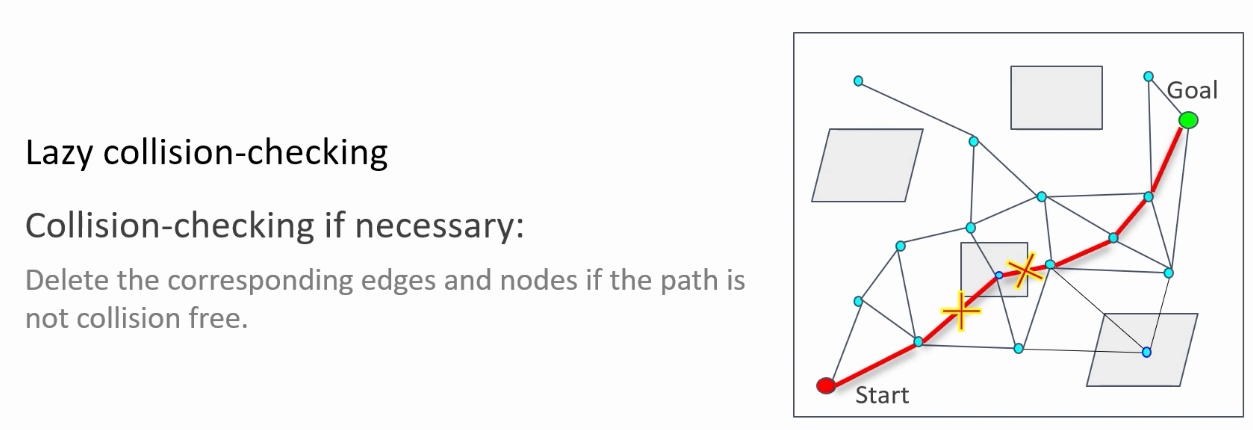 Lazy collision-checking
Collision-checking if necessary:
Delete the corresponding edges and nodes if the path is
not collision free.
Goal
Start